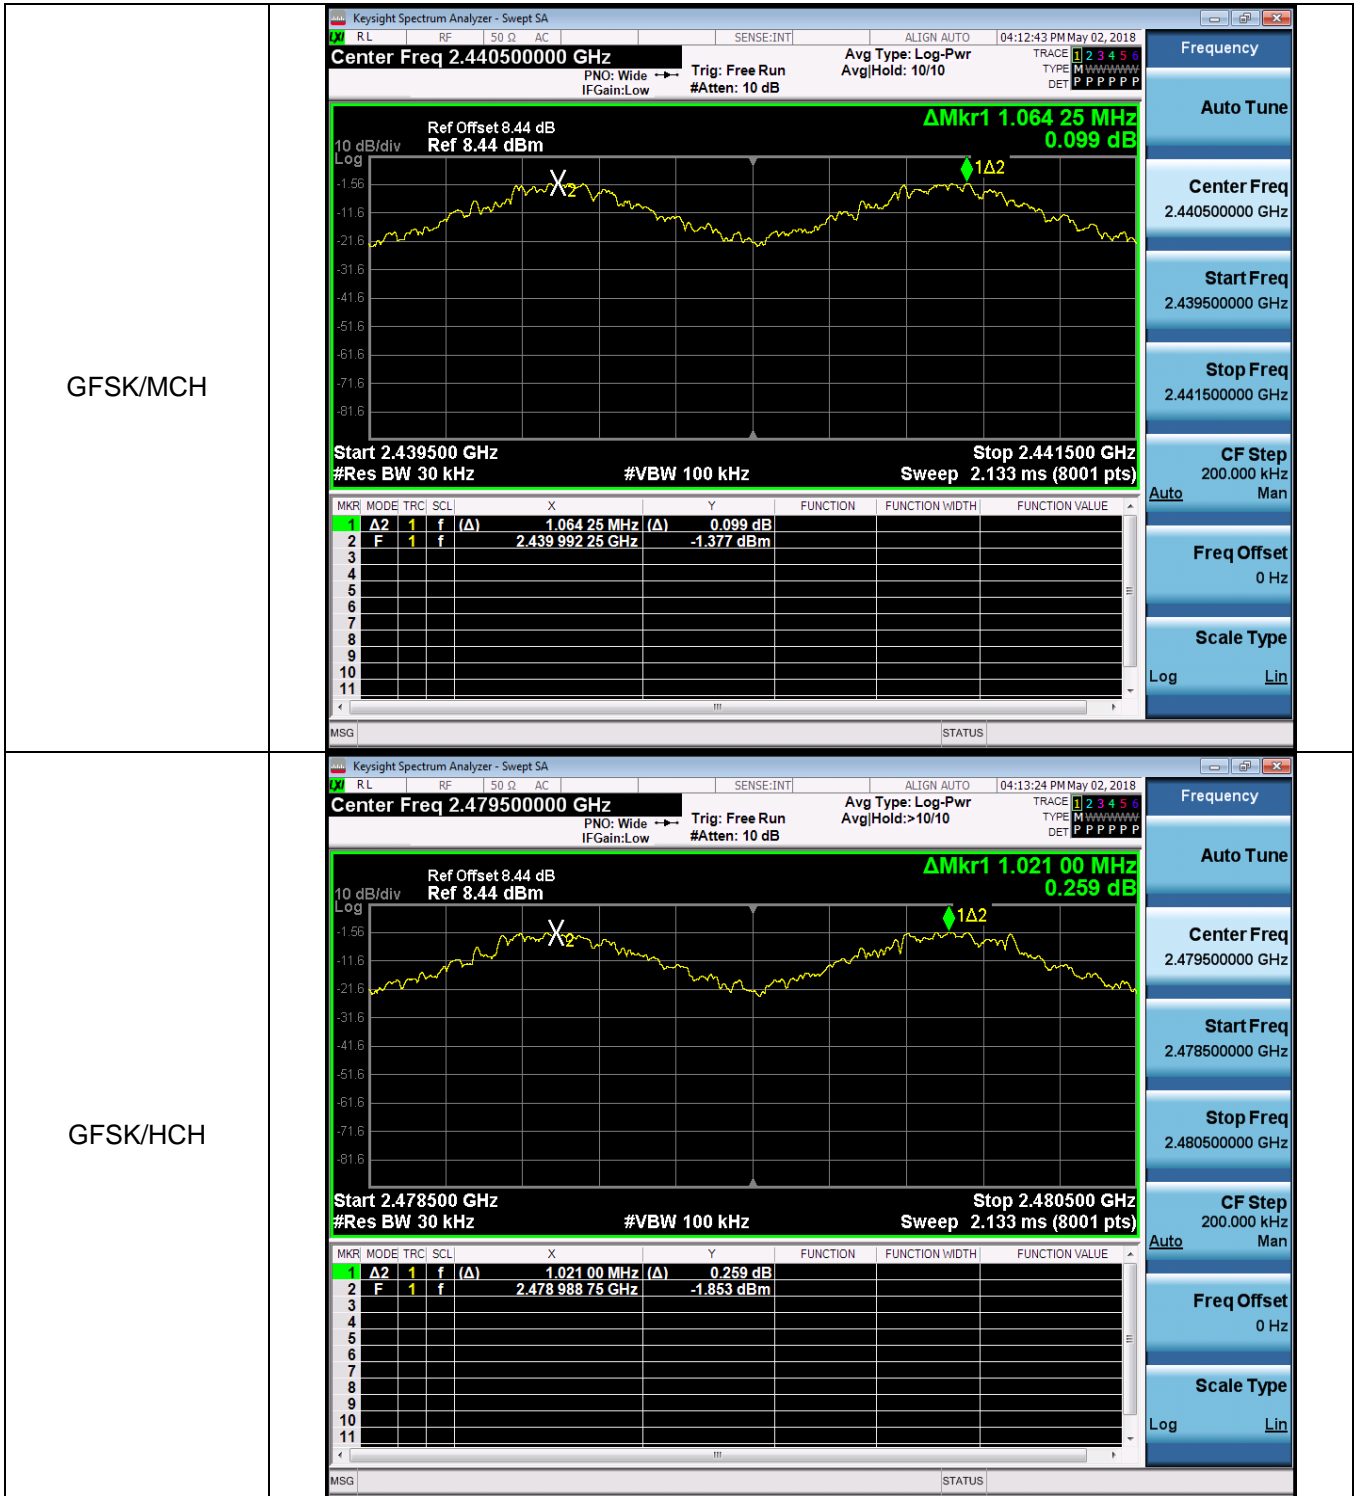 GFSK/MCH
Keysight Spectrum Analyzer - Swept SA
LXI RL RF 50 Ω AC SENSE:INT ALIGN AUTO 04:12:43 PM May 02, 2018
Center Freq 2.440500000 GHz
PNO: Wide
IFGain:Low
Trig: Free Run
#Atten: 10 dB
Avg Type: Log-Pwr
Avg|Hold: 10/10
TRACE 1 2 3 4 5 6
TYPE M WWWWW
DET P P P P P P
ΔMkr1 1.064 25 MHz
0.099 dB
Ref Offset 8.44 dB
10 dB/div Ref 8.44 dBm
Log
1Δ2
X2
-1.56
-11.6
-21.6
-31.6
-41.6
-51.6
-61.6
-71.6
-81.6
Start 2.439500 GHz Stop 2.441500 GHz
#Res BW 30 kHz #VBW 100 kHz Sweep 2.133 ms (8001 pts)
MKR MODE TRC SCL X Y FUNCTION FUNCTION WIDTH FUNCTION VALUE
1 Δ2 1 f (Δ) 1.064 25 MHz (Δ) 0.099 dB
2 F 1 f 2.439 992 25 GHz -1.377 dBm
3
4
5
6
7
8
9
10
11
MSG STATUS
Frequency
Auto Tune
Center Freq
2.440500000 GHz
Start Freq
2.439500000 GHz
Stop Freq
2.441500000 GHz
CF Step
200.000 kHz
Auto Man
Freq Offset
0 Hz
Scale Type
Log Lin
GFSK/HCH
Keysight Spectrum Analyzer - Swept SA
LXI RL RF 50 Ω AC SENSE:INT ALIGN AUTO 04:13:24 PM May 02, 2018
Center Freq 2.479500000 GHz
PNO: Wide
IFGain:Low
Trig: Free Run
#Atten: 10 dB
Avg Type: Log-Pwr
Avg|Hold:>10/10
TRACE 1 2 3 4 5 6
TYPE M WWWWW
DET P P P P P P
ΔMkr1 1.021 00 MHz
0.259 dB
Ref Offset 8.44 dB
10 dB/div Ref 8.44 dBm
Log
1Δ2
X2
-1.56
-11.6
-21.6
-31.6
-41.6
-51.6
-61.6
-71.6
-81.6
Start 2.478500 GHz Stop 2.480500 GHz
#Res BW 30 kHz #VBW 100 kHz Sweep 2.133 ms (8001 pts)
MKR MODE TRC SCL X Y FUNCTION FUNCTION WIDTH FUNCTION VALUE
1 Δ2 1 f (Δ) 1.021 00 MHz (Δ) 0.259 dB
2 F 1 f 2.478 988 75 GHz -1.853 dBm
3
4
5
6
7
8
9
10
11
MSG STATUS
Frequency
Auto Tune
Center Freq
2.479500000 GHz
Start Freq
2.478500000 GHz
Stop Freq
2.480500000 GHz
CF Step
200.000 kHz
Auto Man
Freq Offset
0 Hz
Scale Type
Log Lin